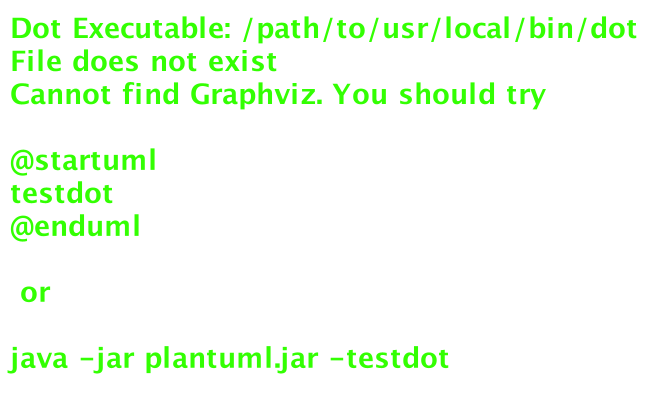 Dot Executable: /path/to/usr/local/bin/dot
File does not exist
Cannot find Graphviz. You should try
@startuml
testdot
@enduml
or
java -jar plantuml.jar -testdot